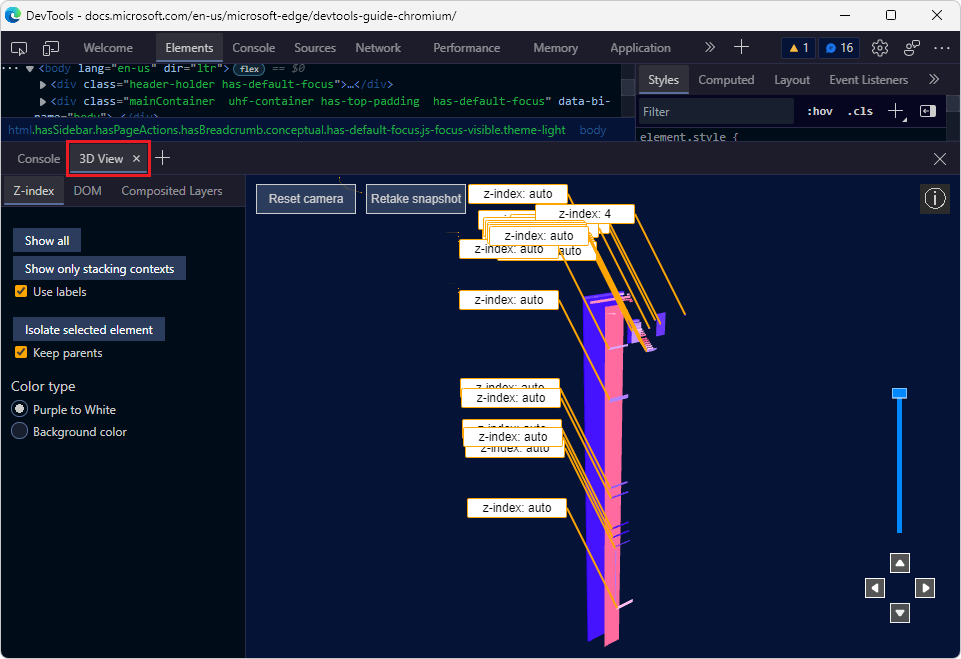 DevTools - docs.microsoft.com/en-us/microsoft-edge/devtools-guide-chromium/
Welcome Elements Console Sources Network Performance Memory Application 1 16
<body lang="en-us" dir="ltr"> flex == $0
<div class="header-holder has-default-focus">…</div>
<div class="mainContainer uhf-container has-top-padding has-default-focus" data-bi-
name="body">…</div>
html.hasSidebar.hasPageActions.hasBreadcrumb.conceptual.has-default-focus.js-focus-visible.theme-light body
Styles Computed Layout Event Listeners
Filter :hov .cls
element.style {
Console 3D View
Z-index DOM Composited Layers
Show all
Show only stacking contexts
Use labels
Isolate selected element
Keep parents
Color type
Purple to White
Background color
Reset camera Retake snapshot
z-index: auto
z-index: 4
z-index: auto
z-index: auto auto
z-index: auto
z-index: auto
z-index: auto
z-index: auto
z-index: auto
z-index: auto
z-index: auto